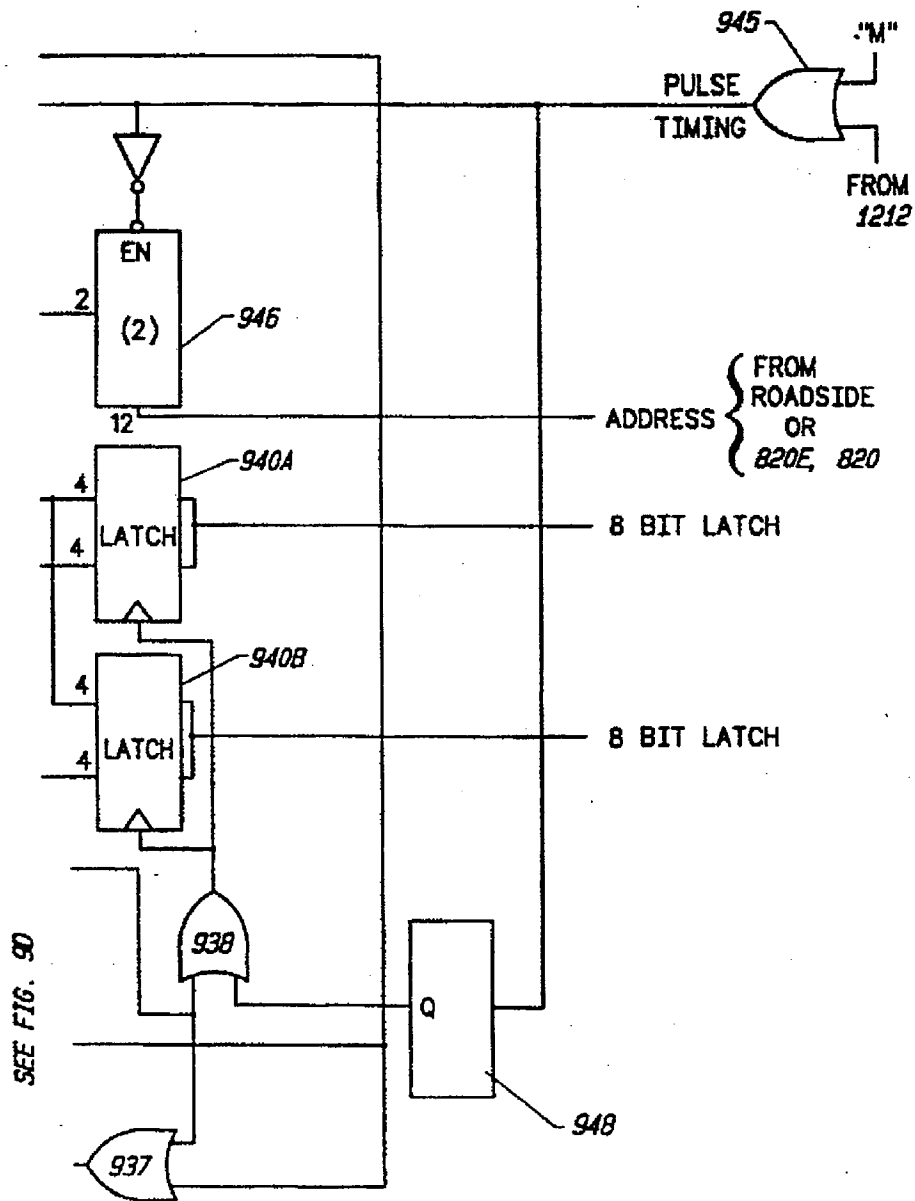 945
"M"
PULSE
TIMING
FROM
1212
EN
2
(2)
946
12
ADDRESS
FROM
ROADSIDE
OR
820E, 820
4
940A
LATCH
4
8 BIT LATCH
4
940B
LATCH
4
8 BIT LATCH
938
Q
SEE FIG. 9D
948
937